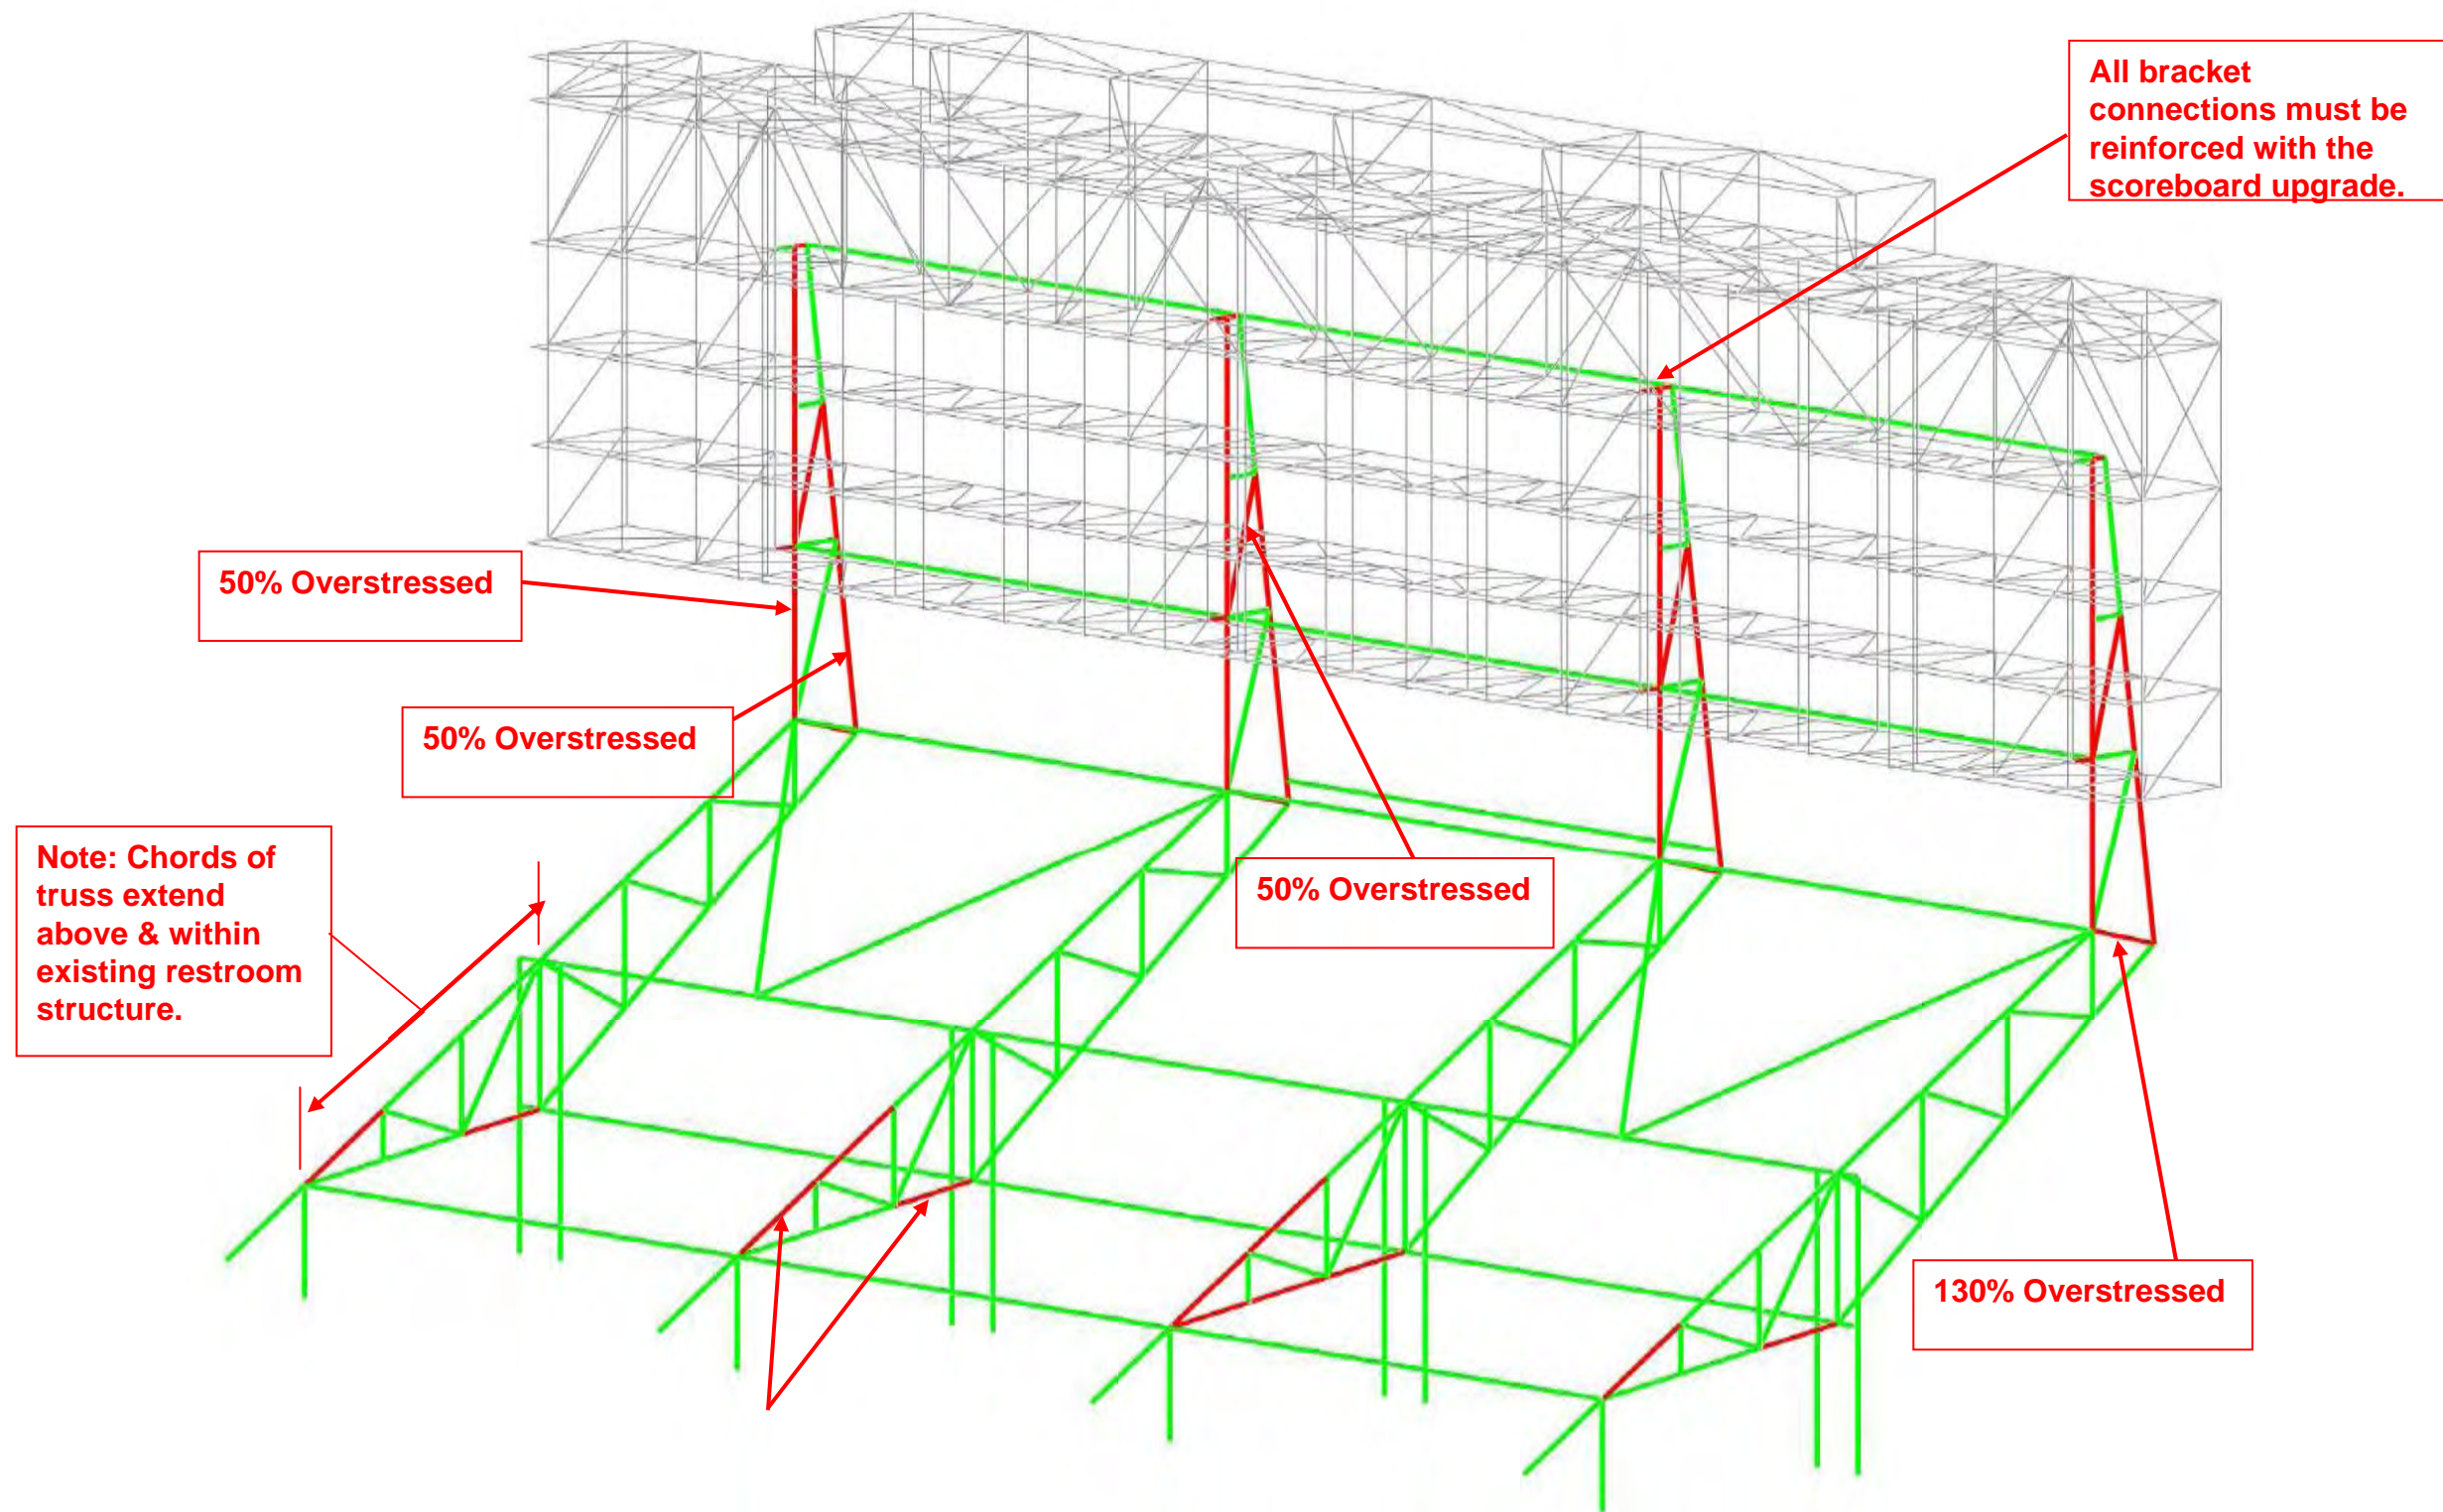 All bracket
connections must be
reinforced with the
scoreboard upgrade.
50% Overstressed
50% Overstressed
Note: Chords of
truss extend
above & within
existing restroom
structure.
50% Overstressed
130% Overstressed